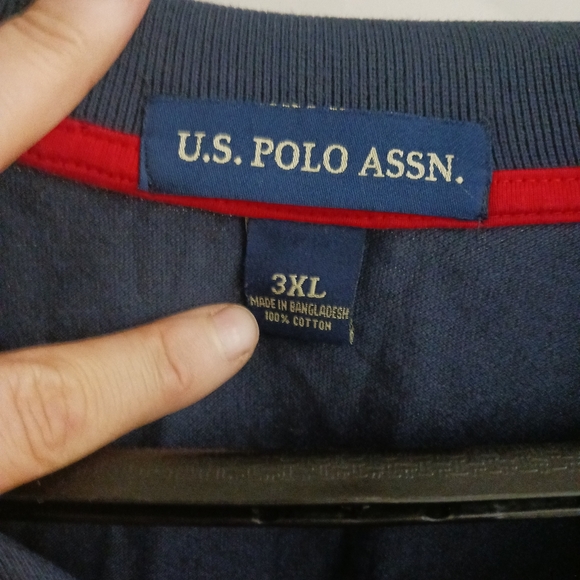 U.S. POLO ASSN.
3XL
MADE IN BANGLADESH
100% COTTON